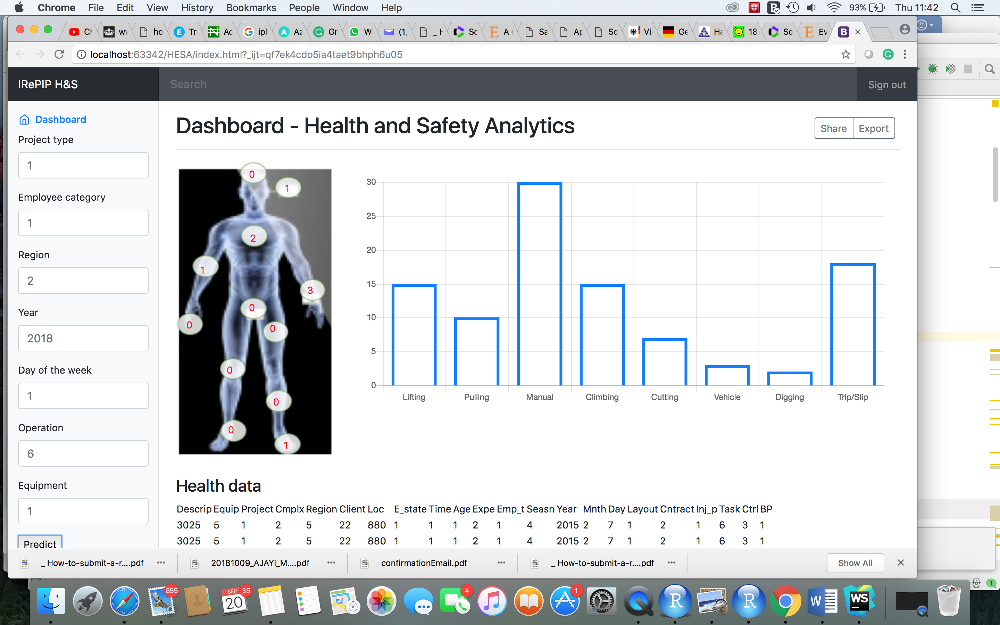 Chrome File Edit View History Bookmarks People Window Help 93% Thu 11:42
Ch wv ho Tr Ac ipl Az Gr W (1, _ H Sc A Sa Ap Sc Vi Ge Ha 18 Sc Ev
localhost:63342/HESA/index.html?_ijt=qf7ek4cdo5ia4taet9bhph6u05
IRePIP H&S Search Sign out
Dashboard
Project type
1
Employee category
1
Region
2
Year
2018
Day of the week
1
Operation
6
Equipment
1
Predict
Dashboard - Health and Safety Analytics
Share Export
0
1
2
1
3
0
0
0
0
0
0
1
30
25
20
15
10
5
0
Lifting Pulling Manual Climbing Cutting Vehicle Digging Trip/Slip
Health data
Descrip Equip Project Cmplx Region Client Loc E_state Time Age Expe Emp_t Seasn Year Mnth Day Layout Cntract Inj_p Task Ctrl BP
3025 5 1 2 5 22 880 1 1 1 2 1 4 2015 2 7 1 2 1 6 3 1
3025 5 1 2 5 22 880 1 1 1 2 1 4 2015 2 7 1 2 1 6 3 1
_ How-to-submit-a-r....pdf 20181009_AJAYI_M....pdf confirmationEmail.pdf _ How-to-submit-a-r....pdf Show All
855 SEP 20 35 4 1 R R W WS
1